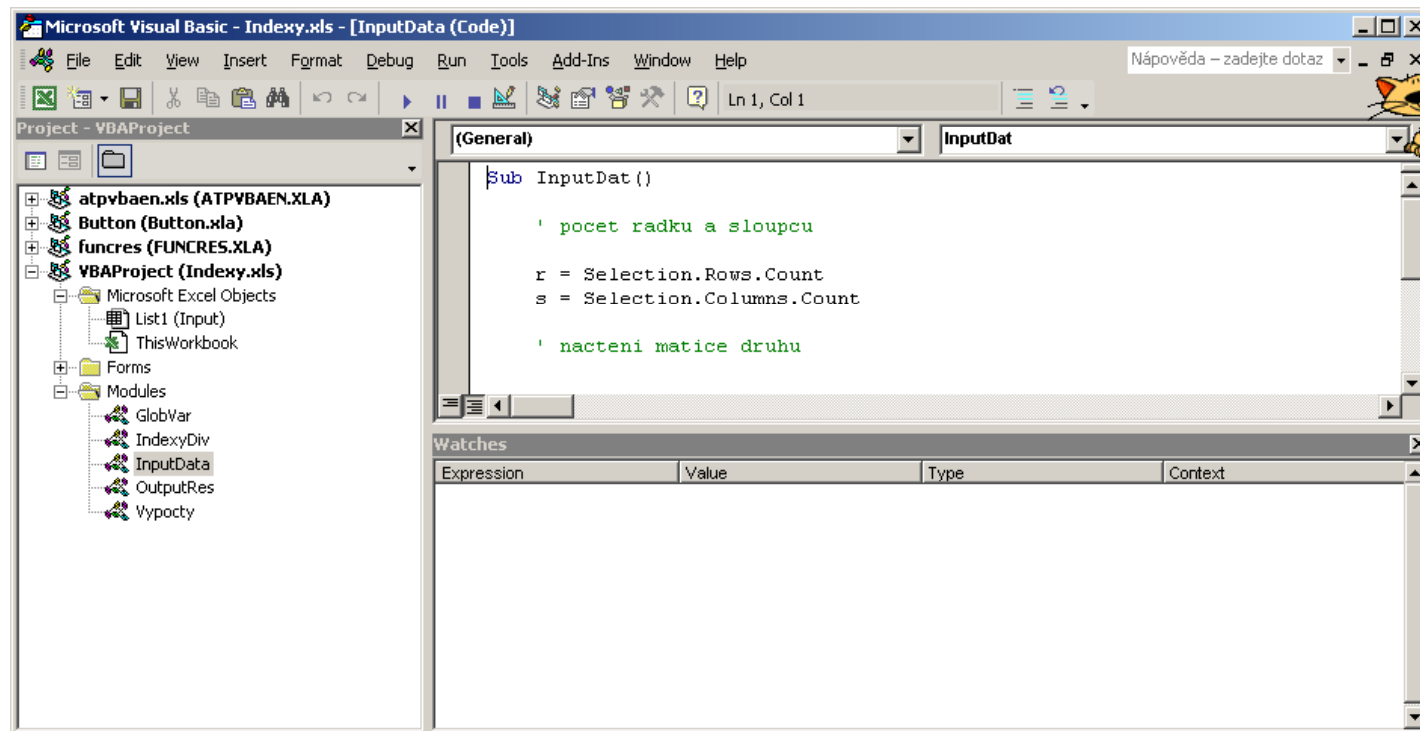 Microsoft Visual Basic - Indexy.xls - [InputData (Code)]
File Edit View Insert Format Debug Run Tools Add-Ins Window Help Nápověda – zadejte dotaz
Ln 1, Col 1
Project - VBAProject
atpvbaen.xls (ATPVBAEN.XLA)
Button (Button.xla)
funcres (FUNCRES.XLA)
VBAProject (Indexy.xls)
Microsoft Excel Objects
List1 (Input)
ThisWorkbook
Forms
Modules
GlobVar
IndexyDiv
InputData
OutputRes
Vypocty
(General) InputDat
Sub InputDat()
' pocet radku a sloupcu
r = Selection.Rows.Count
s = Selection.Columns.Count
' nacteni matice druhu
Watches
Expression Value Type Context